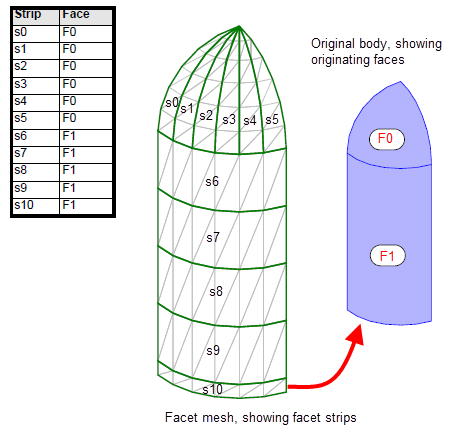 Strip Face
s0 F0
s1 F0
s2 F0
s3 F0
s4 F0
s5 F0
s6 F1
s7 F1
s8 F1
s9 F1
s10 F1
Original body, showing
originating faces
s0 s1 s2 s3 s4 s5
F0
s6
s7
F1
s8
s9
s10
Facet mesh, showing facet strips